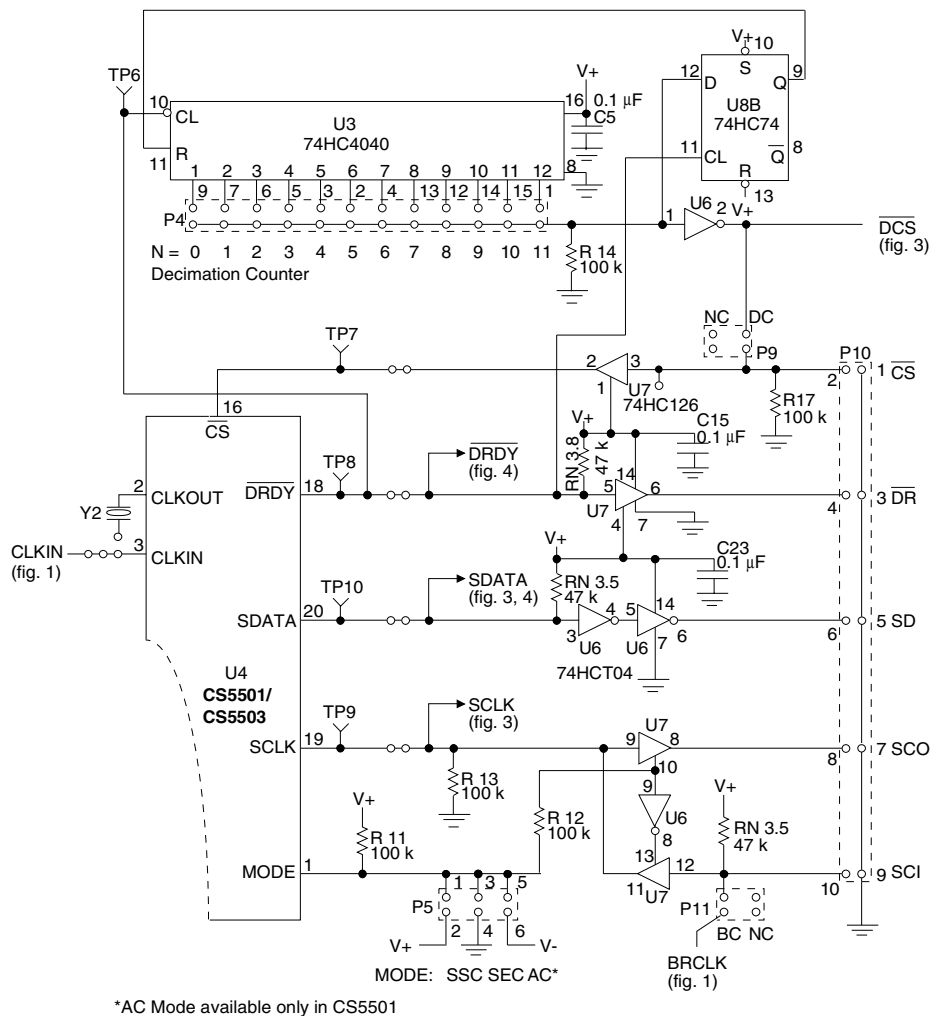 V+ 10
TP6
V+
12 D S Q 9
10 CL
16 0.1 µF
C5
U8B
74HC74
U3
74HC4040
11 R
8
11 CL Q 8
R
13
1 2 3 4 5 6 7 8 9 10 11 12
9 7 6 5 3 2 4 13 12 14 15 1
P4
1 U6 2
V+
DCS
(fig. 3)
N = 0 1 2 3 4 5 6 7 8 9 10 11
Decimation Counter
R 14
100 k
NC DC
P9
TP7
2 3
1
U7
74HC126
P10
1 CS
2
R17
100 k
16
CS
V+
C15
0.1 µF
RN 3.8
47 k
DRDY
(fig. 4)
TP8
2 CLKOUT
DRDY 18
14
5 6
U7
4 7
3 DR
4
Y2
CLKIN
(fig. 1)
3 CLKIN
V+
C23
0.1 µF
SDATA
(fig. 3, 4)
RN 3.5
47 k
TP10
SDATA 20
3 4
U6
5 14
6
U6 7
74HCT04
5 SD
6
U4
CS5501/
CS5503
TP9
SCLK
(fig. 3)
SCLK 19
U7
9 8
10
7 SCO
8
R 13
100 k
9
U6
8
V+
R 11
100 k
R 12
100 k
V+
RN 3.5
47 k
MODE 1
13
12
11 U7
9 SCI
10
1 3 5
P5
2 4 6
V+ V-
P11
BC NC
BRCLK
(fig. 1)
MODE: SSC SEC AC*
*AC Mode available only in CS5501